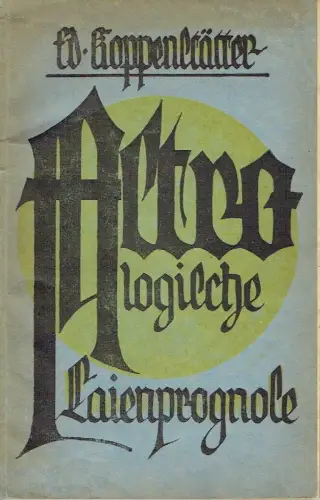 Ed. Koppenstätter
Astro
logische
Laienprognose